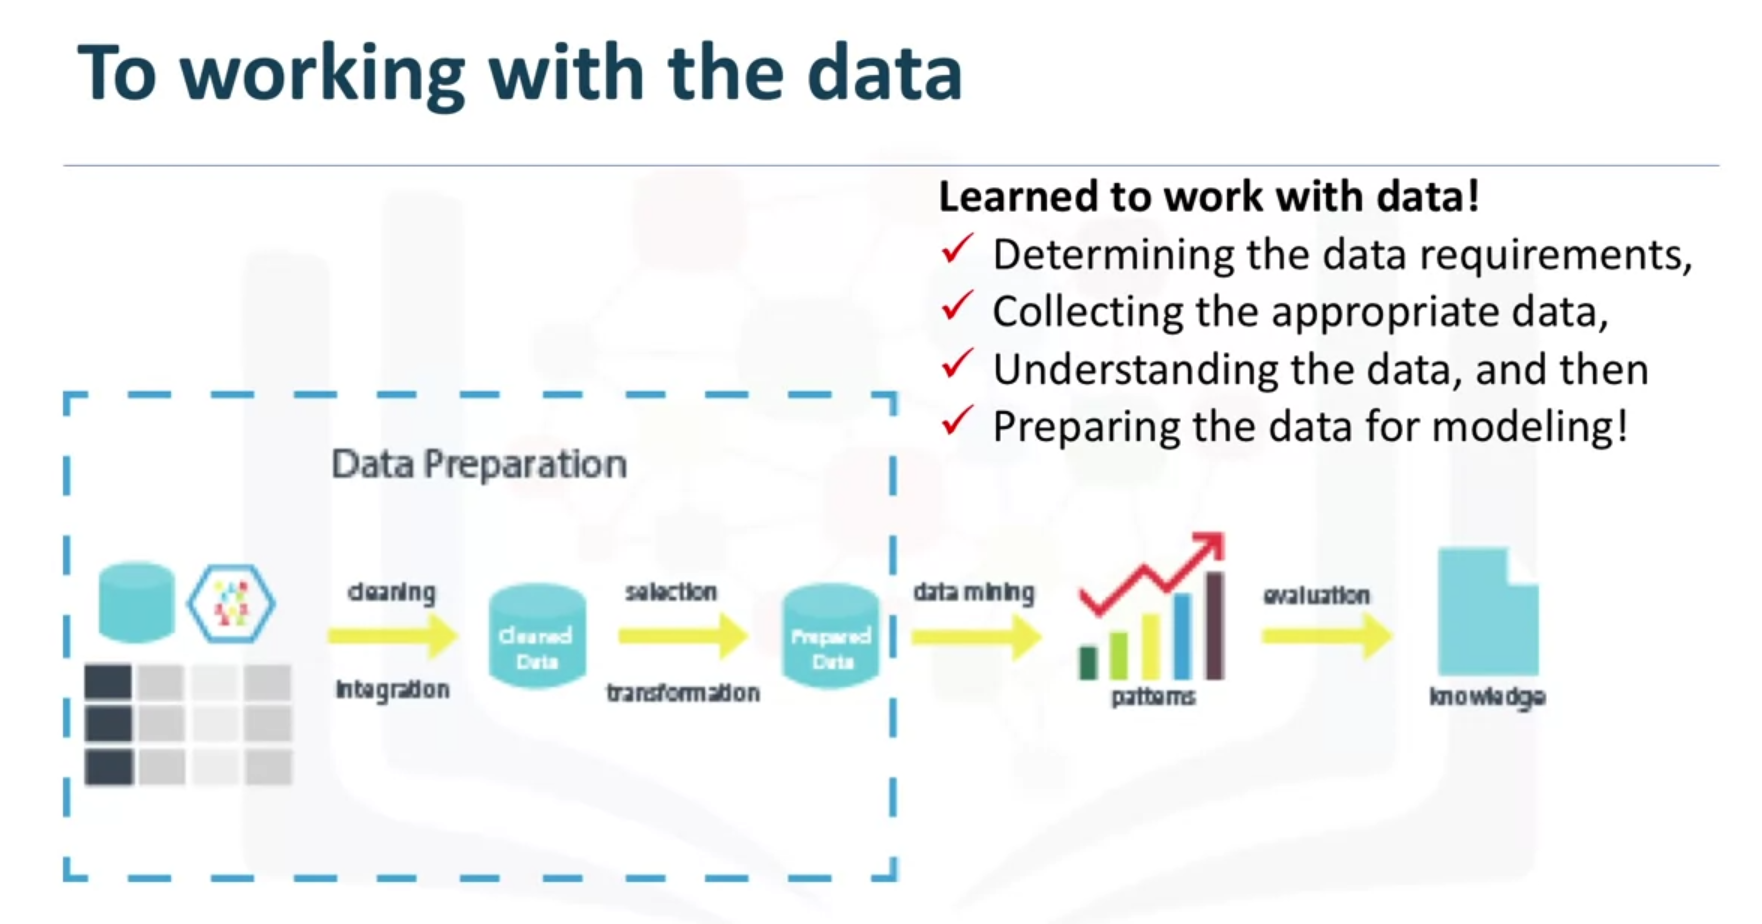 To working with the data
Learned to work with data!
Determining the data requirements,
Collecting the appropriate data,
Understanding the data, and then
Preparing the data for modeling!
Data Preparation
cleaning
integration
Cleaned
Data
selection
transformation
Prepared
Data
data mining
patterns
evaluation
knowledge